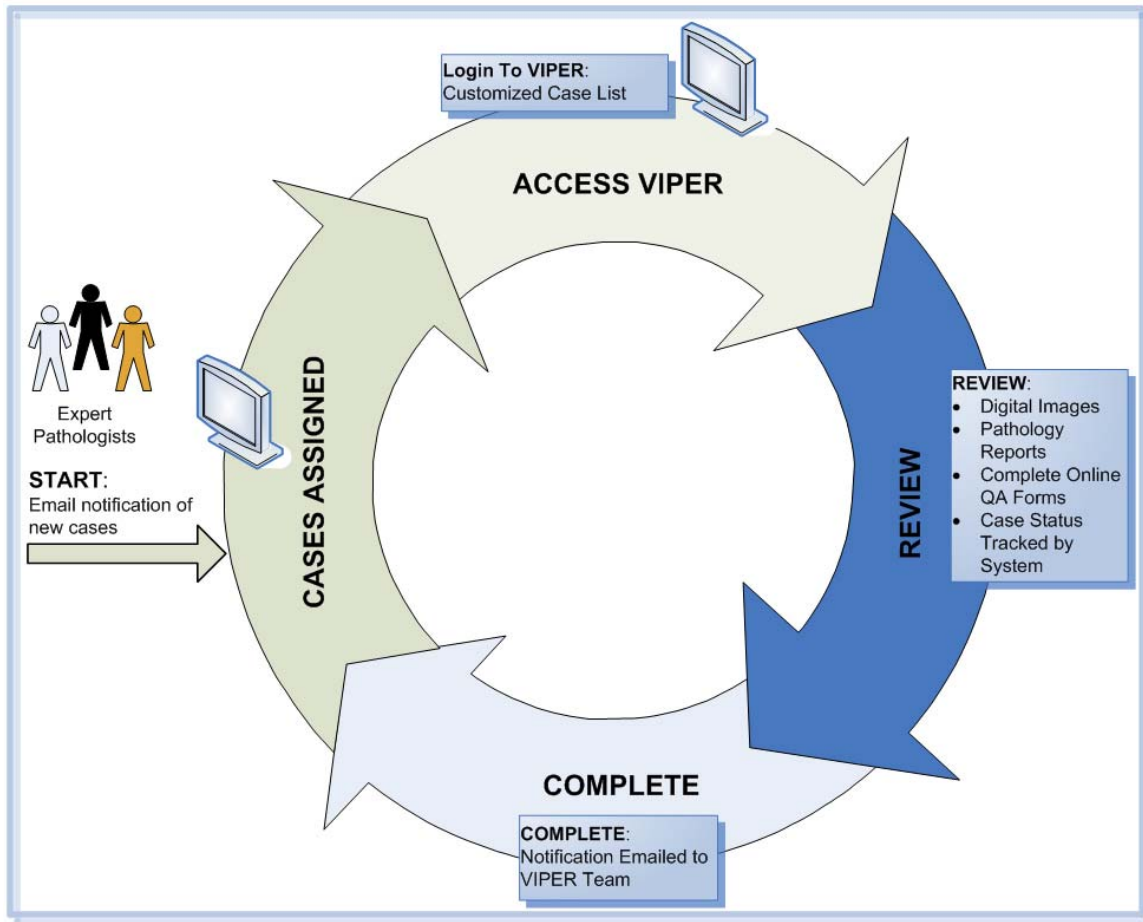 Login To VIPER:
Customized Case List
ACCESS VIPER
Expert
Pathologists
START:
Email notification of
new cases
CASES ASSIGNED
REVIEW
REVIEW:
• Digital Images
• Pathology
Reports
• Complete Online
QA Forms
• Case Status
Tracked by
System
COMPLETE
COMPLETE:
Notification Emailed to
VIPER Team